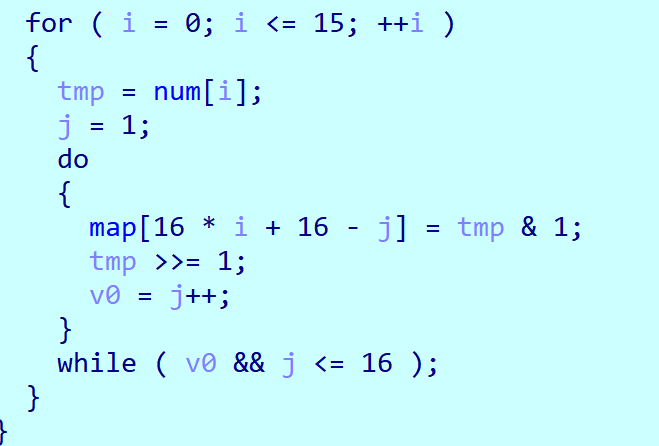 for ( i = 0; i <= 15; ++i )
{
tmp = num[i];
j = 1;
do
{
map[16 * i + 16 - j] = tmp & 1;
tmp >>= 1;
v0 = j++;
}
while ( v0 && j <= 16 );
}
}